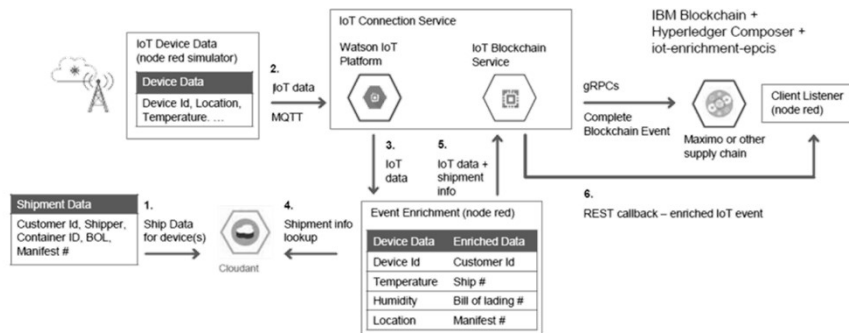 IoT Device Data
(node red simulator)
Device Data
Device Id, Location,
Temperature. ...
2.
IoT data
MQTT
IoT Connection Service
Watson IoT
Platform
IoT Blockchain
Service
IBM Blockchain +
Hyperledger Composer +
iot-enrichment-epcis
gRPCs
Complete
Blockchain Event
Maximo or other
supply chain
Client Listener
(node red)
3.
IoT
data
5.
IoT data +
shipment
info
6.
REST callback – enriched IoT event
Shipment Data
Customer Id, Shipper,
Container ID, BOL,
Manifest #
1.
Ship Data
for device(s)
Cloudant
4.
Shipment info
lookup
Event Enrichment (node red)
Device Data Enriched Data
Device Id Customer Id
Temperature Ship #
Humidity Bill of lading #
Location Manifest #